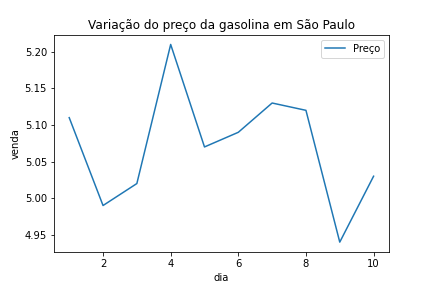 Variação do preço da gasolina em São Paulo
Preço
5.20
5.15
5.10
5.05
5.00
4.95
venda
2 4 6 8 10
dia